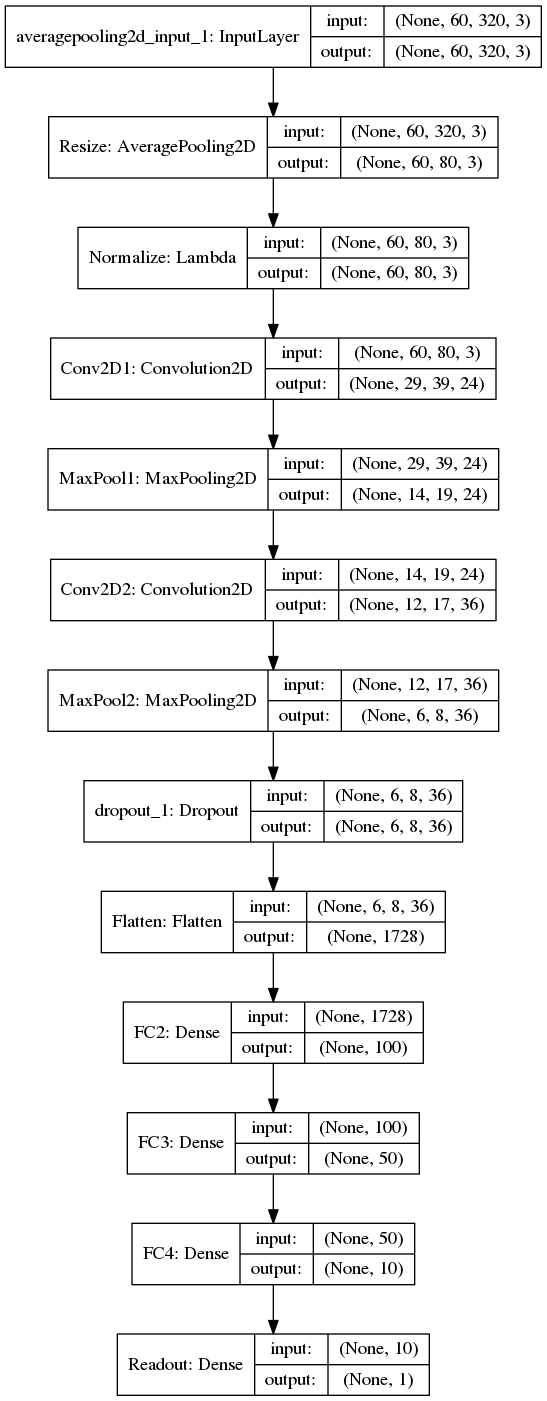 averagepooling2d_input_1: InputLayer
input: (None, 60, 320, 3)
output: (None, 60, 320, 3)
Resize: AveragePooling2D
input: (None, 60, 320, 3)
output: (None, 60, 80, 3)
Normalize: Lambda
input: (None, 60, 80, 3)
output: (None, 60, 80, 3)
Conv2D1: Convolution2D
input: (None, 60, 80, 3)
output: (None, 29, 39, 24)
MaxPool1: MaxPooling2D
input: (None, 29, 39, 24)
output: (None, 14, 19, 24)
Conv2D2: Convolution2D
input: (None, 14, 19, 24)
output: (None, 12, 17, 36)
MaxPool2: MaxPooling2D
input: (None, 12, 17, 36)
output: (None, 6, 8, 36)
dropout_1: Dropout
input: (None, 6, 8, 36)
output: (None, 6, 8, 36)
Flatten: Flatten
input: (None, 6, 8, 36)
output: (None, 1728)
FC2: Dense
input: (None, 1728)
output: (None, 100)
FC3: Dense
input: (None, 100)
output: (None, 50)
FC4: Dense
input: (None, 50)
output: (None, 10)
Readout: Dense
input: (None, 10)
output: (None, 1)